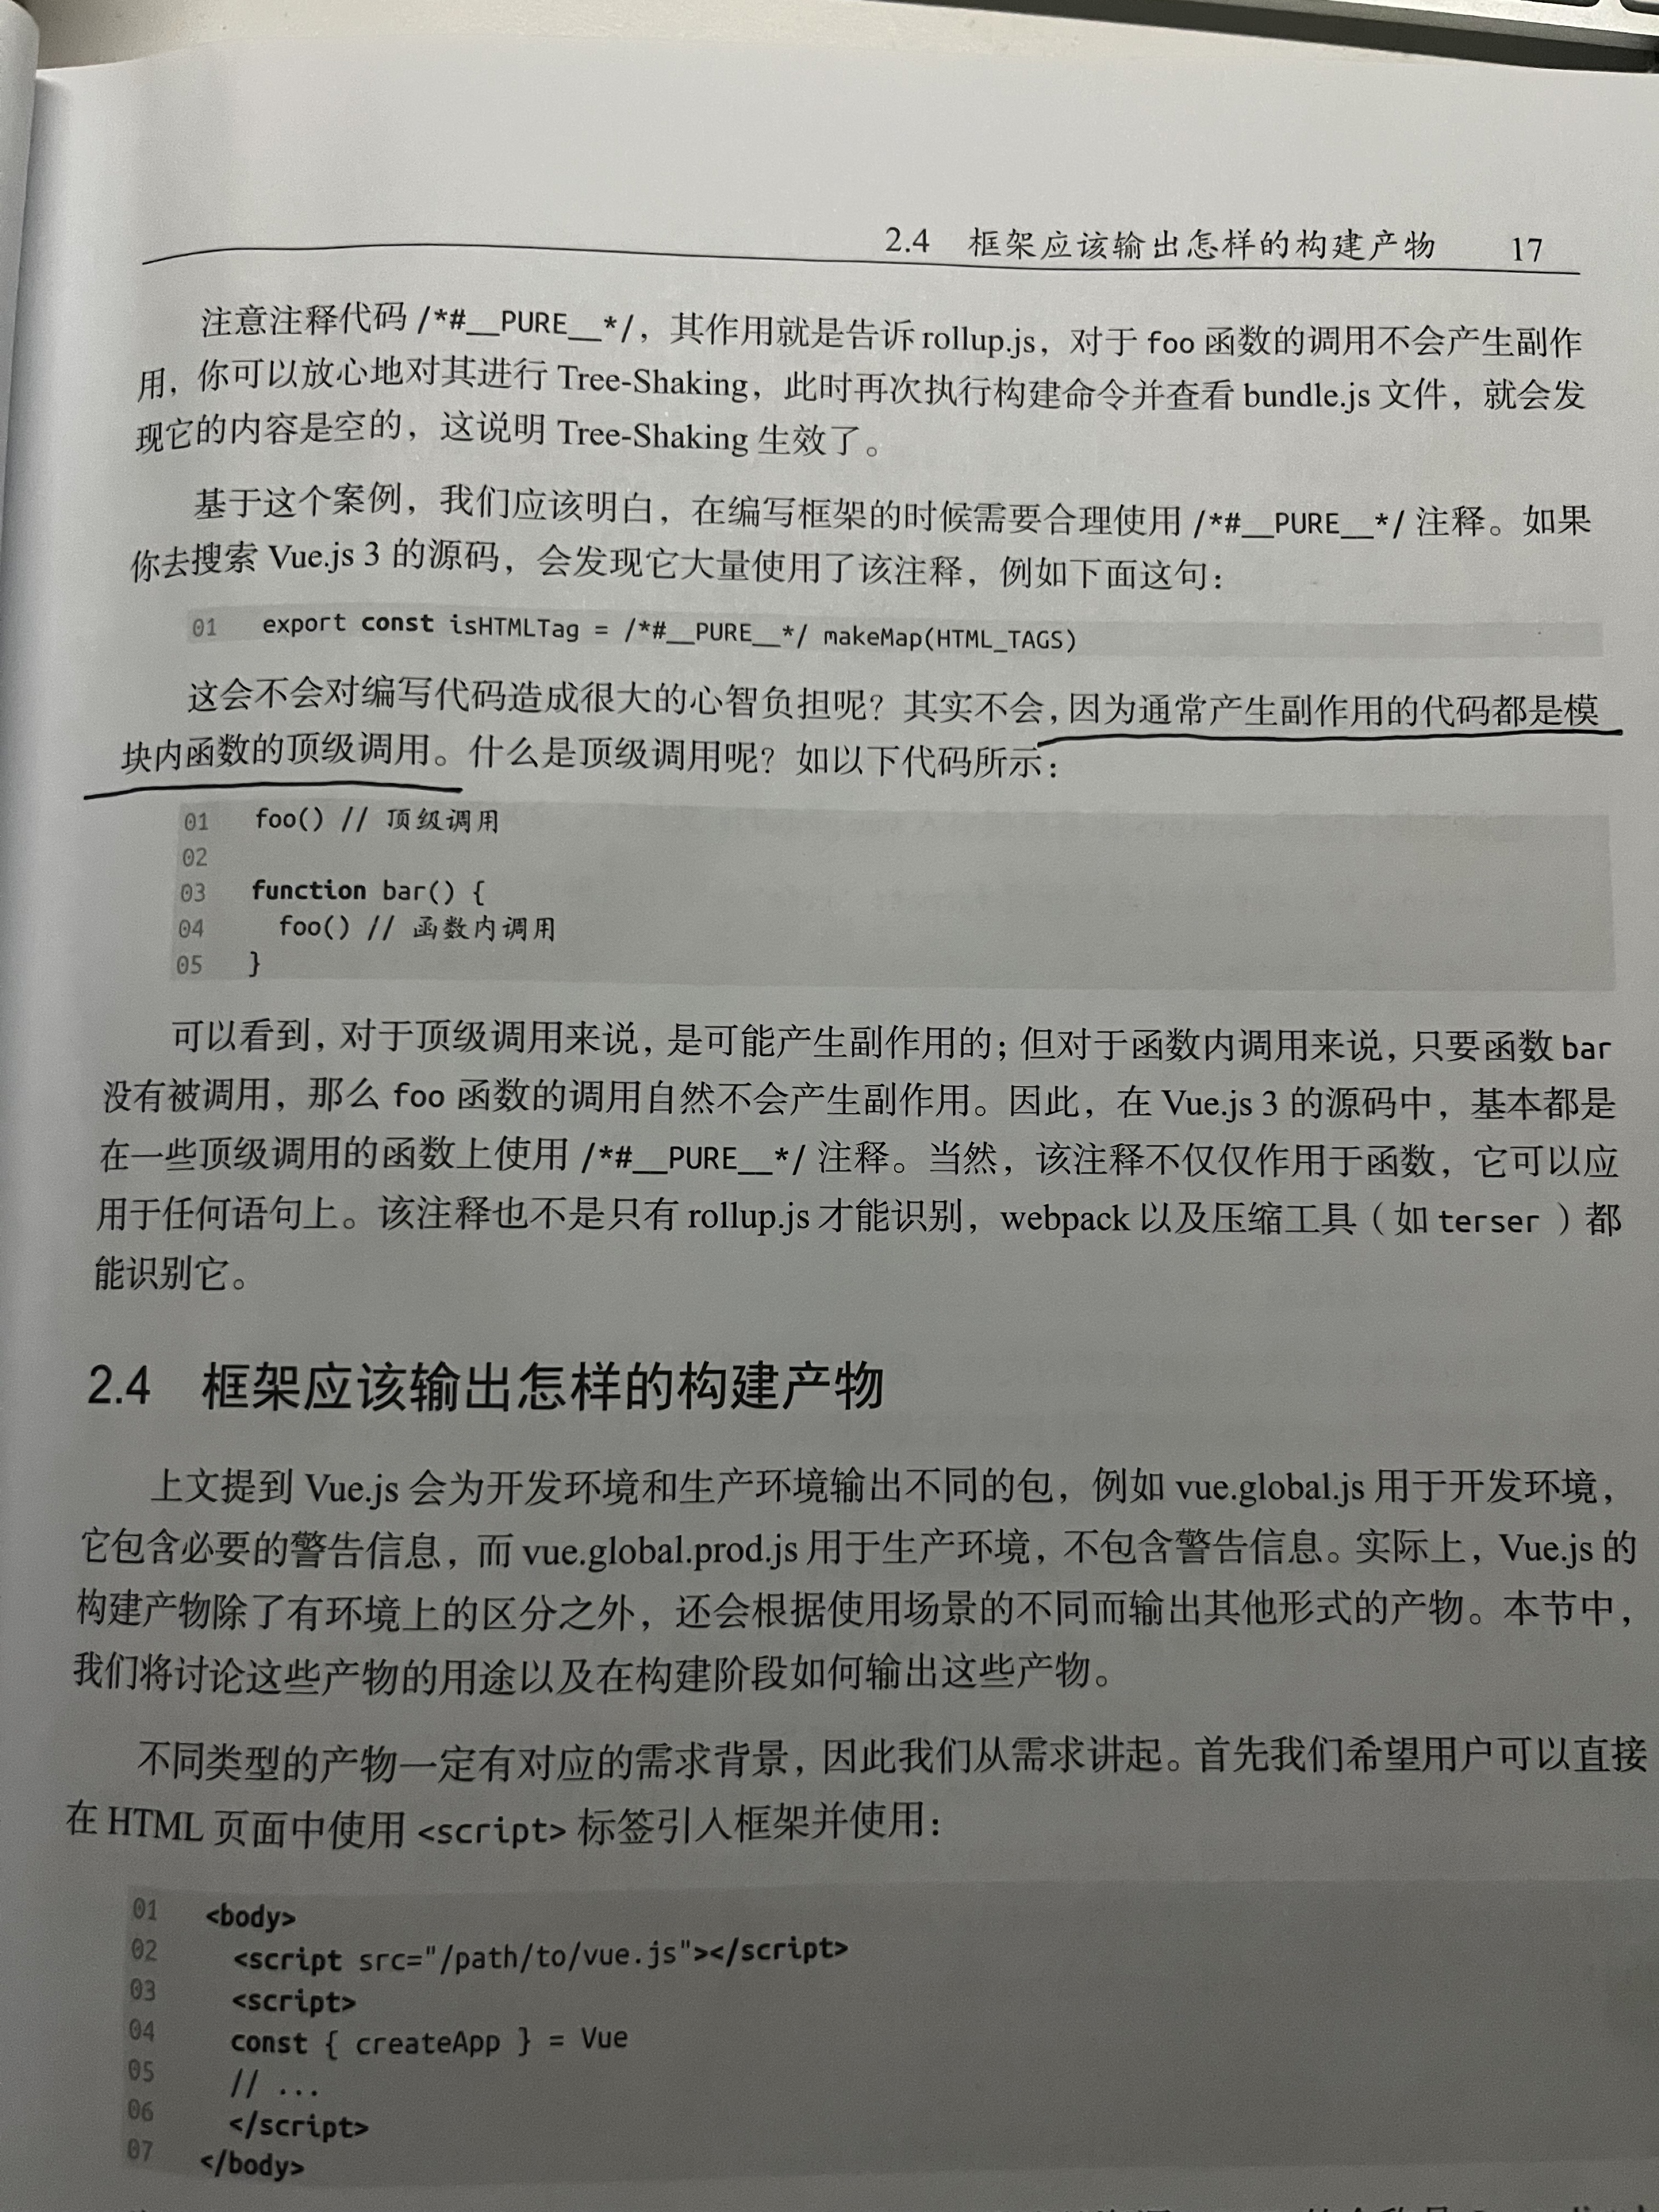 2.4 框架应该输出怎样的构建产物 17
注意注释代码 /*#__PURE__*/，其作用就是告诉 rollup.js，对于 foo 函数的调用不会产生副作
用，你可以放心地对其进行 Tree-Shaking，此时再次执行构建命令并查看 bundle.js 文件，就会发
现它的内容是空的，这说明 Tree-Shaking 生效了。
基于这个案例，我们应该明白，在编写框架的时候需要合理使用 /*#__PURE__*/ 注释。如果
你去搜索 Vue.js 3 的源码，会发现它大量使用了该注释，例如下面这句：
01 export const isHTMLTag = /*#__PURE__*/ makeMap(HTML_TAGS)
这会不会对编写代码造成很大的心智负担呢？其实不会，因为通常产生副作用的代码都是模
块内函数的顶级调用。什么是顶级调用呢？如以下代码所示：
01 foo() // 顶级调用
02
03 function bar() {
04 foo() // 函数内调用
05 }
可以看到，对于顶级调用来说，是可能产生副作用的；但对于函数内调用来说，只要函数 bar
没有被调用，那么 foo 函数的调用自然不会产生副作用。因此，在 Vue.js 3 的源码中，基本都是
在一些顶级调用的函数上使用 /*#__PURE__*/ 注释。当然，该注释不仅仅作用于函数，它可以应
用于任何语句上。该注释也不是只有 rollup.js 才能识别，webpack 以及压缩工具（如 terser ）都
能识别它。
2.4 框架应该输出怎样的构建产物
上文提到 Vue.js 会为开发环境和生产环境输出不同的包，例如 vue.global.js 用于开发环境，
它包含必要的警告信息，而 vue.global.prod.js 用于生产环境，不包含警告信息。实际上，Vue.js 的
构建产物除了有环境上的区分之外，还会根据使用场景的不同而输出其他形式的产物。本节中，
我们将讨论这些产物的用途以及在构建阶段如何输出这些产物。
不同类型的产物一定有对应的需求背景，因此我们从需求讲起。首先我们希望用户可以直接
在 HTML 页面中使用 <script> 标签引入框架并使用：
01 <body>
02 <script src="/path/to/vue.js"></script>
03 <script>
04 const { createApp } = Vue
05 // ...
06 </script>
07 </body>